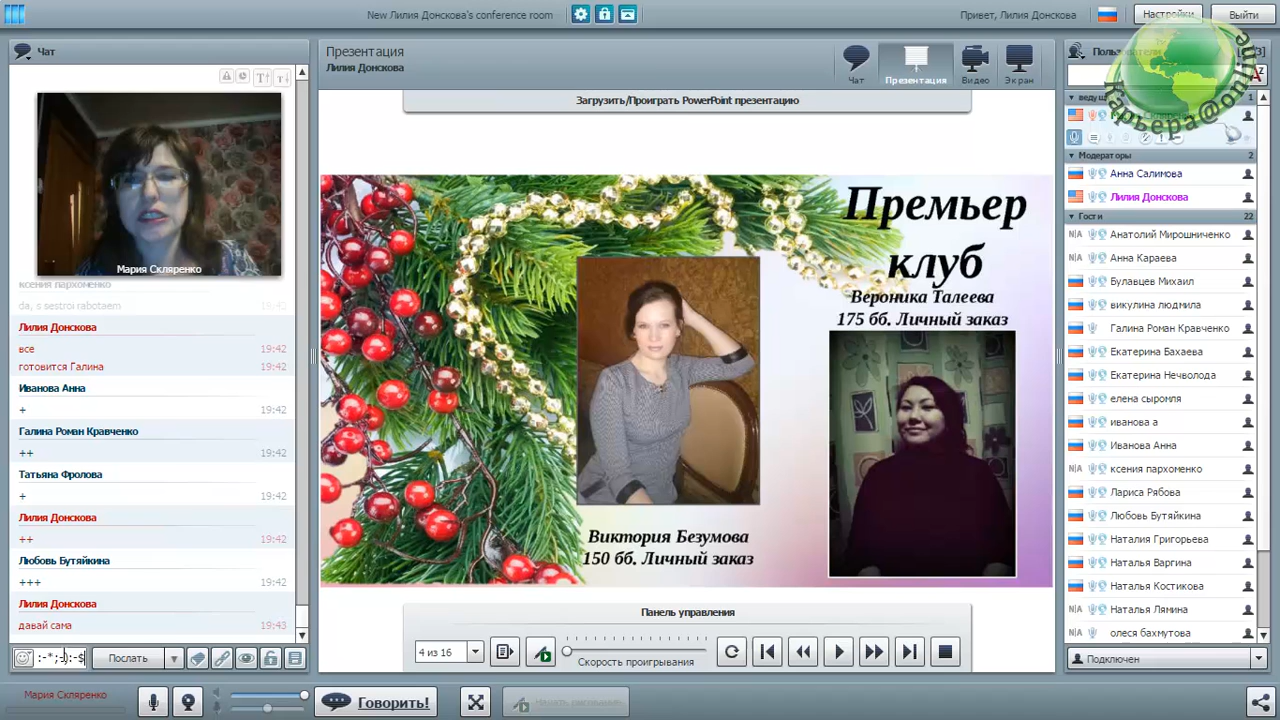 New Лилия Донскова's conference room
Привет, Лилия Донскова
Настройки
Выйти
Чат
Мария Скляренко
ксения пархоменко
da, s sestroi rabotaem 19:42
Лилия Донскова
все 19:42
готовится Галина 19:42
Иванова Анна
+ 19:42
Галина Роман Кравченко
++ 19:42
Татьяна Фролова
+ 19:42
Лилия Донскова
++ 19:42
Любовь Бутяйкина
+++ 19:42
Лилия Донскова
давай сама 19:43
Послать
Презентация
Лилия Донскова
Чат
Презентация
Видео
Экран
Загрузить/Проиграть PowerPoint презентацию
Премьер
клуб
Вероника Талеева
175 бб. Личный заказ
Виктория Безумова
150 бб. Личный заказ
Панель управления
4 из 16
Скорость проигрывания
карьера@online
ведущ 1
Модераторы 2
Анна Салимова
Лилия Донскова
Гости 22
N|A Анатолий Мирошниченко
N|A Анна Караева
Булавцев Михаил
викулина людмила
Галина Роман Кравченко
Екатерина Бахаева
Екатерина Нечволода
елена сыромля
иванова а
Иванова Анна
N|A ксения пархоменко
Лариса Рябова
Любовь Бутяйкина
Наталия Григорьева
Наталья Варгина
Наталья Костикова
N|A Наталья Лямина
N|A олеся бахмутова
Подключен
Мария Скляренко
Говорить!